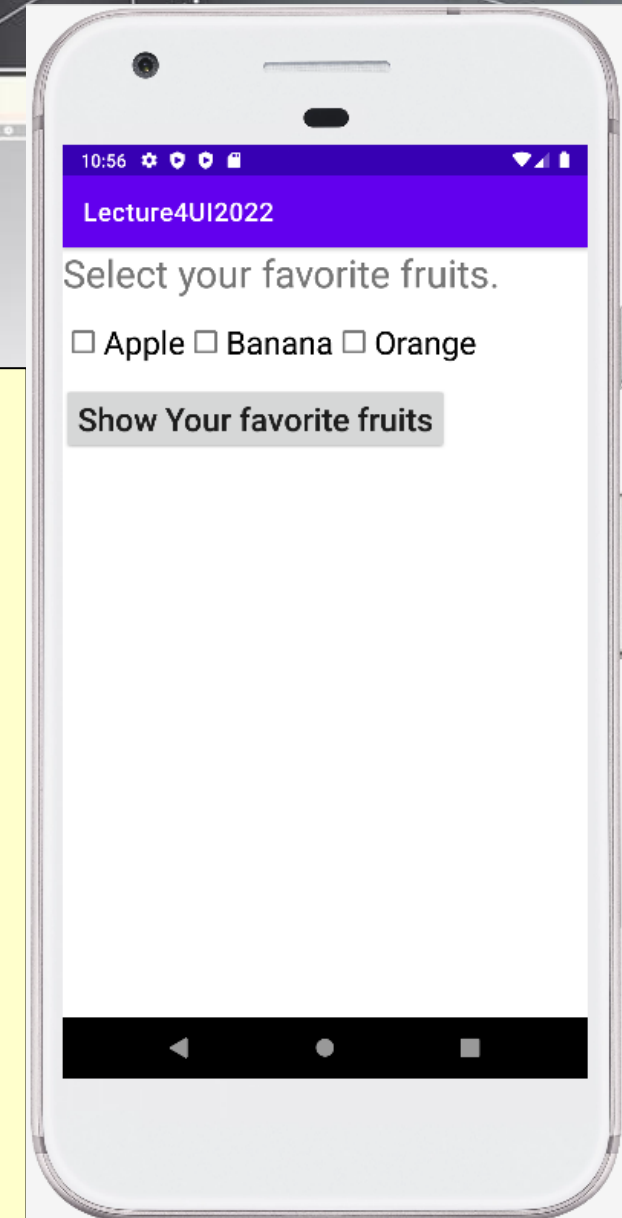 10:56
Lecture4UI2022
Select your favorite fruits.
Apple Banana Orange
Show Your favorite fruits